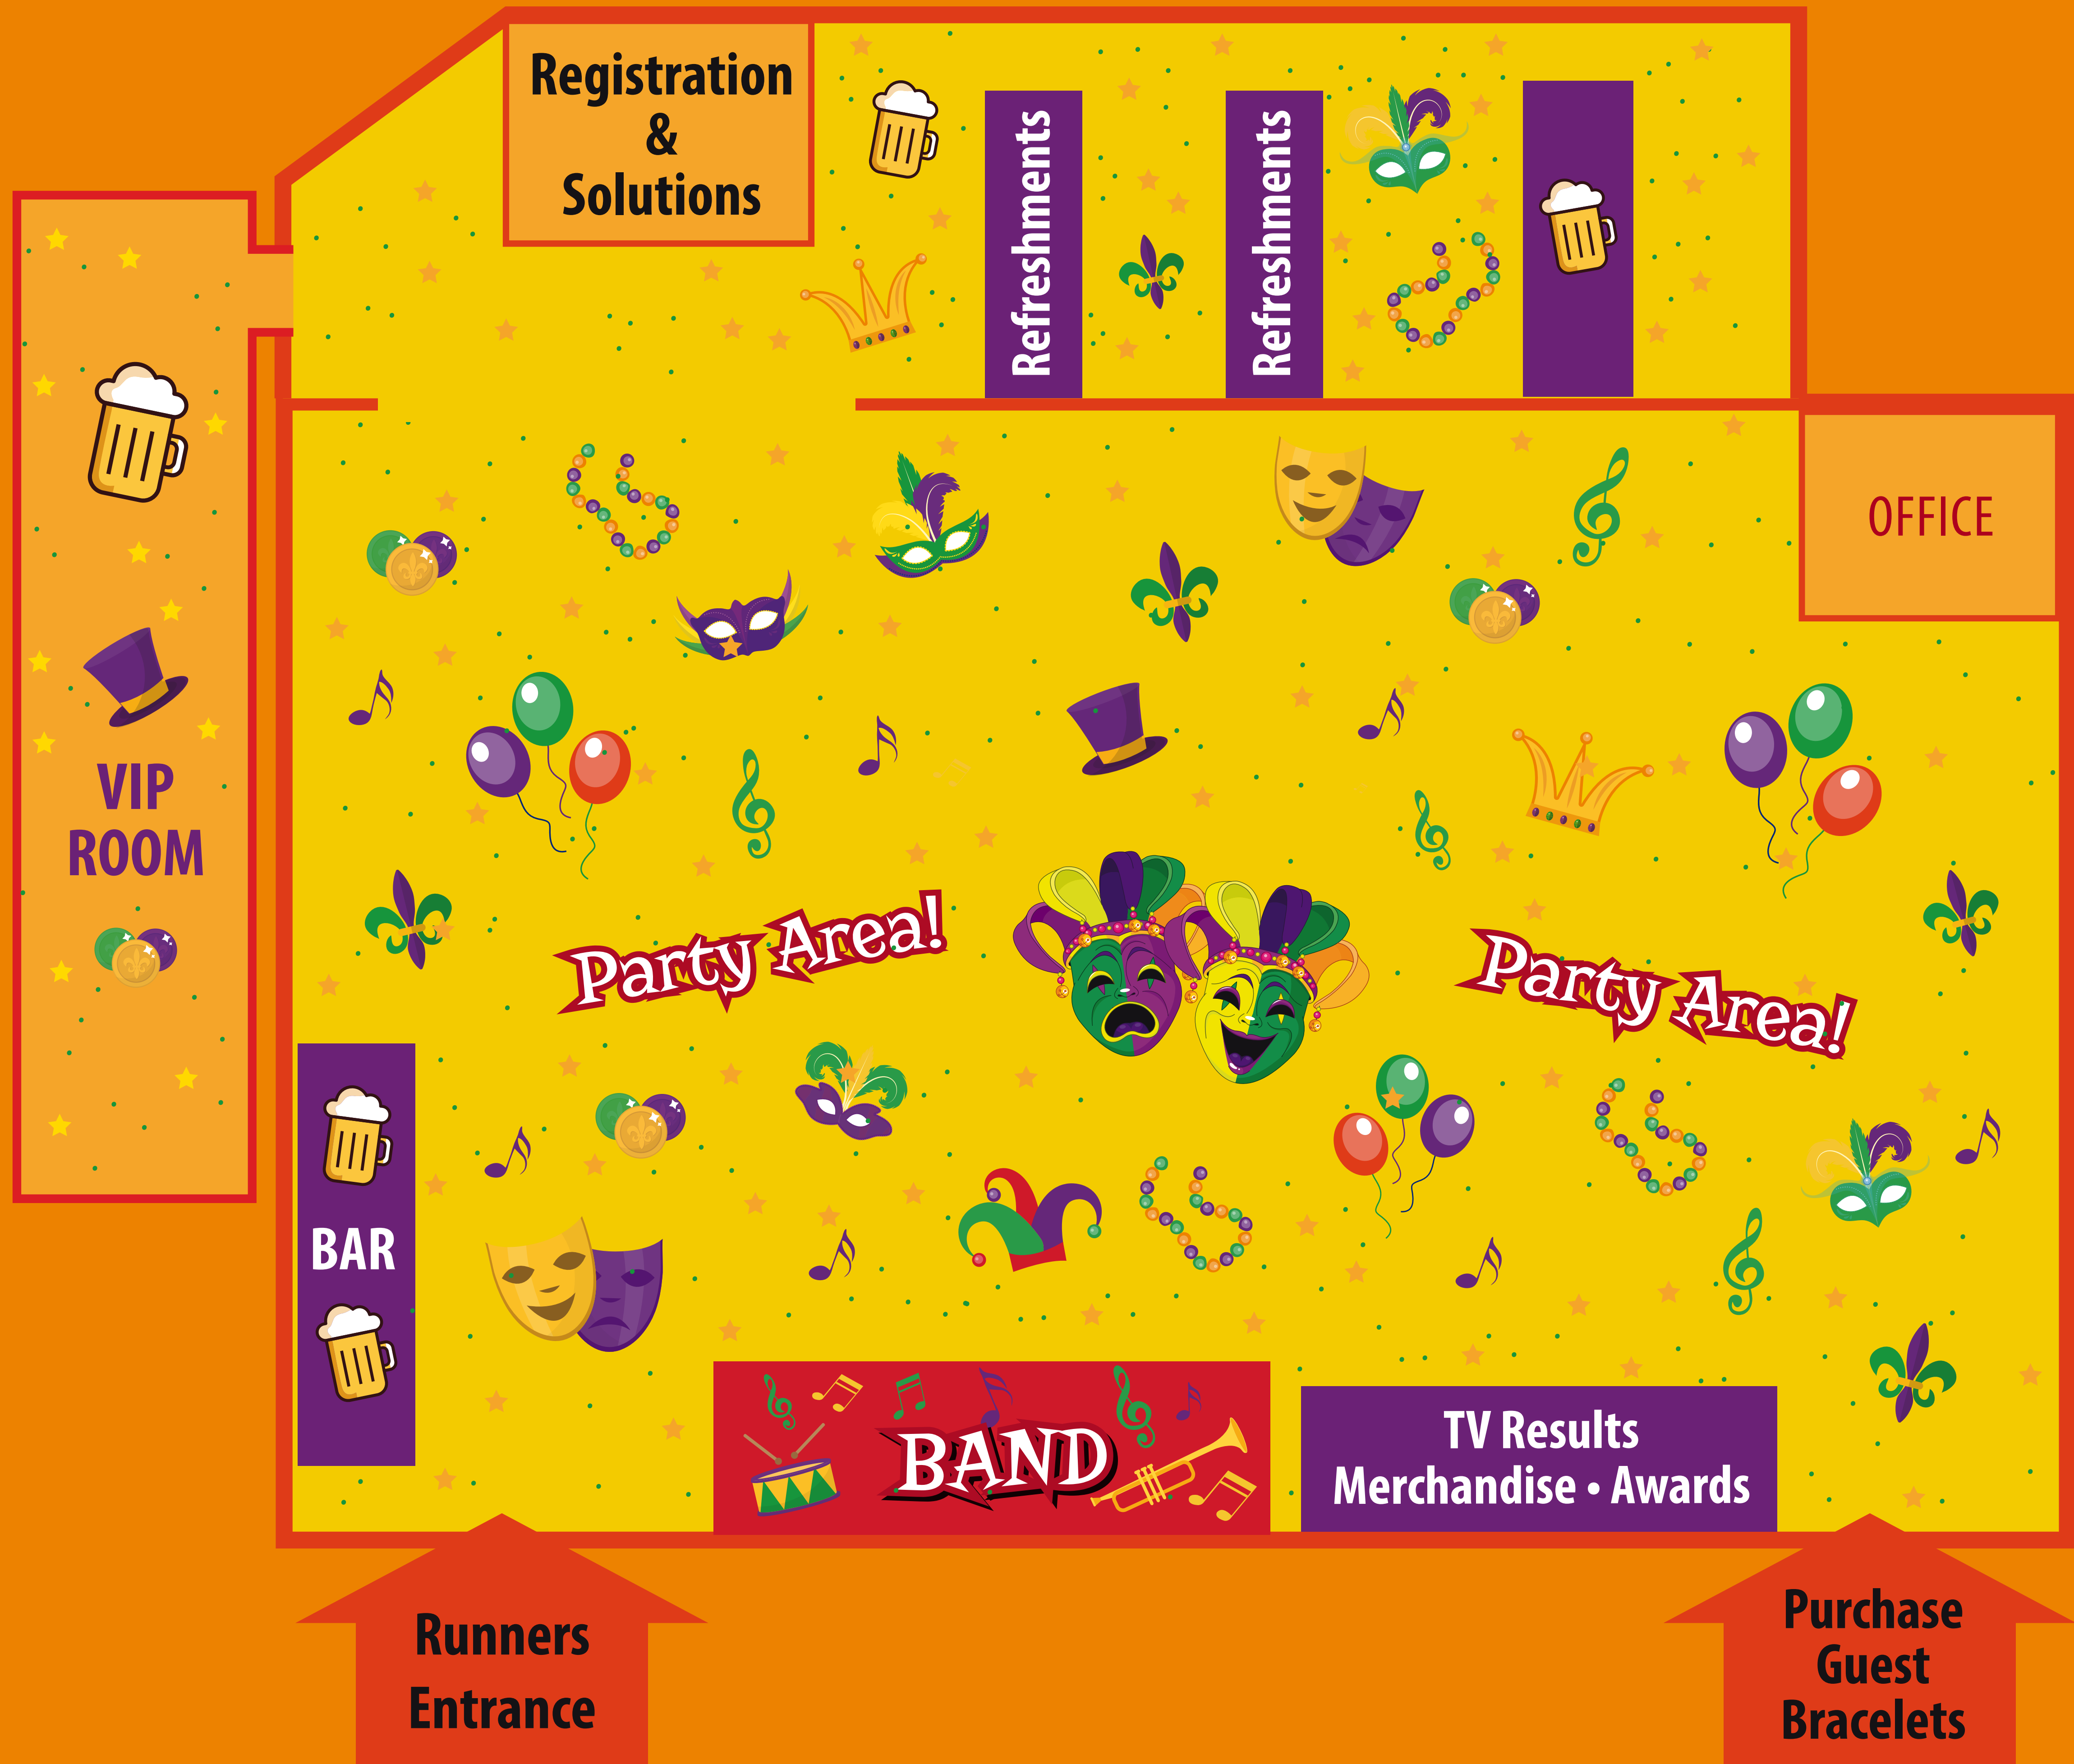 Registration
&
Solutions
Refreshments
Refreshments
OFFICE
VIP
ROOM
Party Area!
Party Area!
BAR
BAND
TV Results
Merchandise • Awards
Runners
Entrance
Purchase
Guest
Bracelets